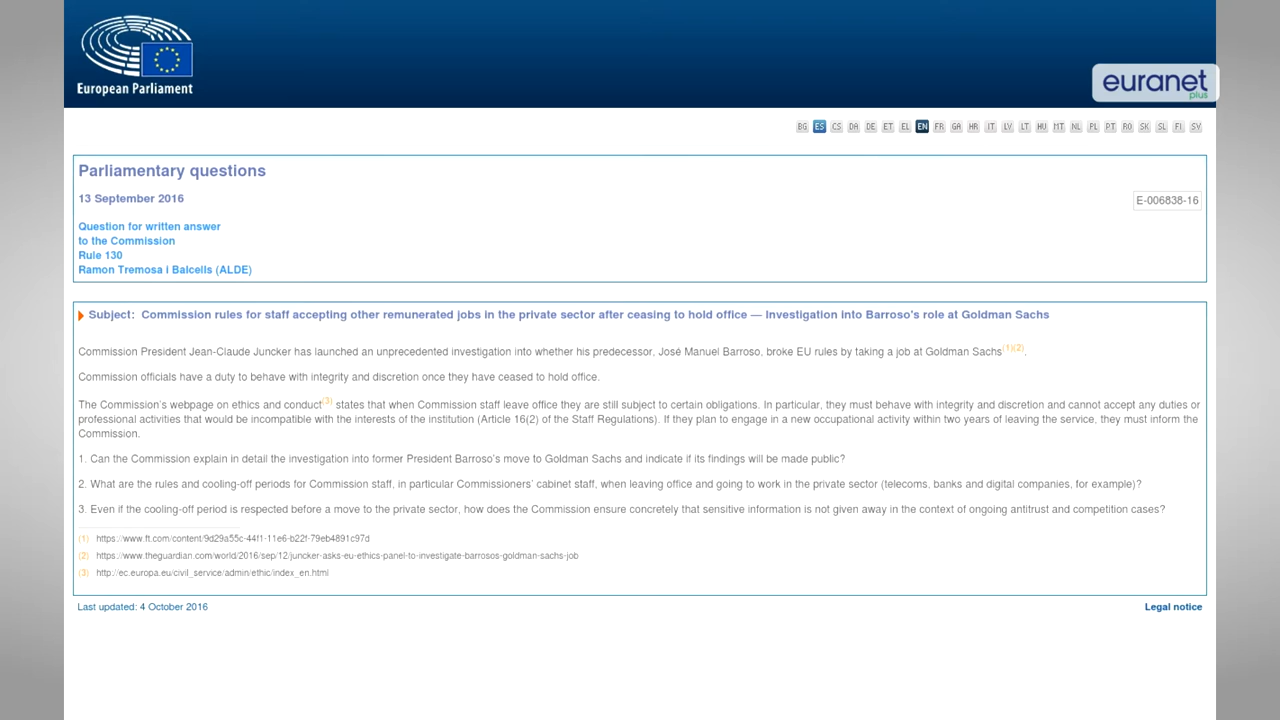 European Parliament
euranet
plus
BG ES CS DA DE ET EL EN FR GA HR IT LV LT HU MT NL PL PT RO SK SL FI SV
Parliamentary questions
13 September 2016
E-006838-16
Question for written answer
to the Commission
Rule 130
Ramon Tremosa i Balcells (ALDE)
Subject: Commission rules for staff accepting other remunerated jobs in the private sector after ceasing to hold office — Investigation into Barroso's role at Goldman Sachs
Commission President Jean-Claude Juncker has launched an unprecedented investigation into whether his predecessor, José Manuel Barroso, broke EU rules by taking a job at Goldman Sachs(1)(2).
Commission officials have a duty to behave with integrity and discretion once they have ceased to hold office.
The Commission's webpage on ethics and conduct(3) states that when Commission staff leave office they are still subject to certain obligations. In particular, they must behave with integrity and discretion and cannot accept any duties or
professional activities that would be incompatible with the interests of the institution (Article 16(2) of the Staff Regulations). If they plan to engage in a new occupational activity within two years of leaving the service, they must inform the
Commission.
1. Can the Commission explain in detail the investigation into former President Barroso's move to Goldman Sachs and indicate if its findings will be made public?
2. What are the rules and cooling-off periods for Commission staff, in particular Commissioners' cabinet staff, when leaving office and going to work in the private sector (telecoms, banks and digital companies, for example)?
3. Even if the cooling-off period is respected before a move to the private sector, how does the Commission ensure concretely that sensitive information is not given away in the context of ongoing antitrust and competition cases?
(1) https://www.ft.com/content/9d29a55c-44f1-11e6-b22f-79eb4891c97d
(2) https://www.theguardian.com/world/2016/sep/12/juncker-asks-eu-ethics-panel-to-investigate-barrosos-goldman-sachs-job
(3) http://ec.europa.eu/civil_service/admin/ethic/index_en.html
Last updated: 4 October 2016
Legal notice